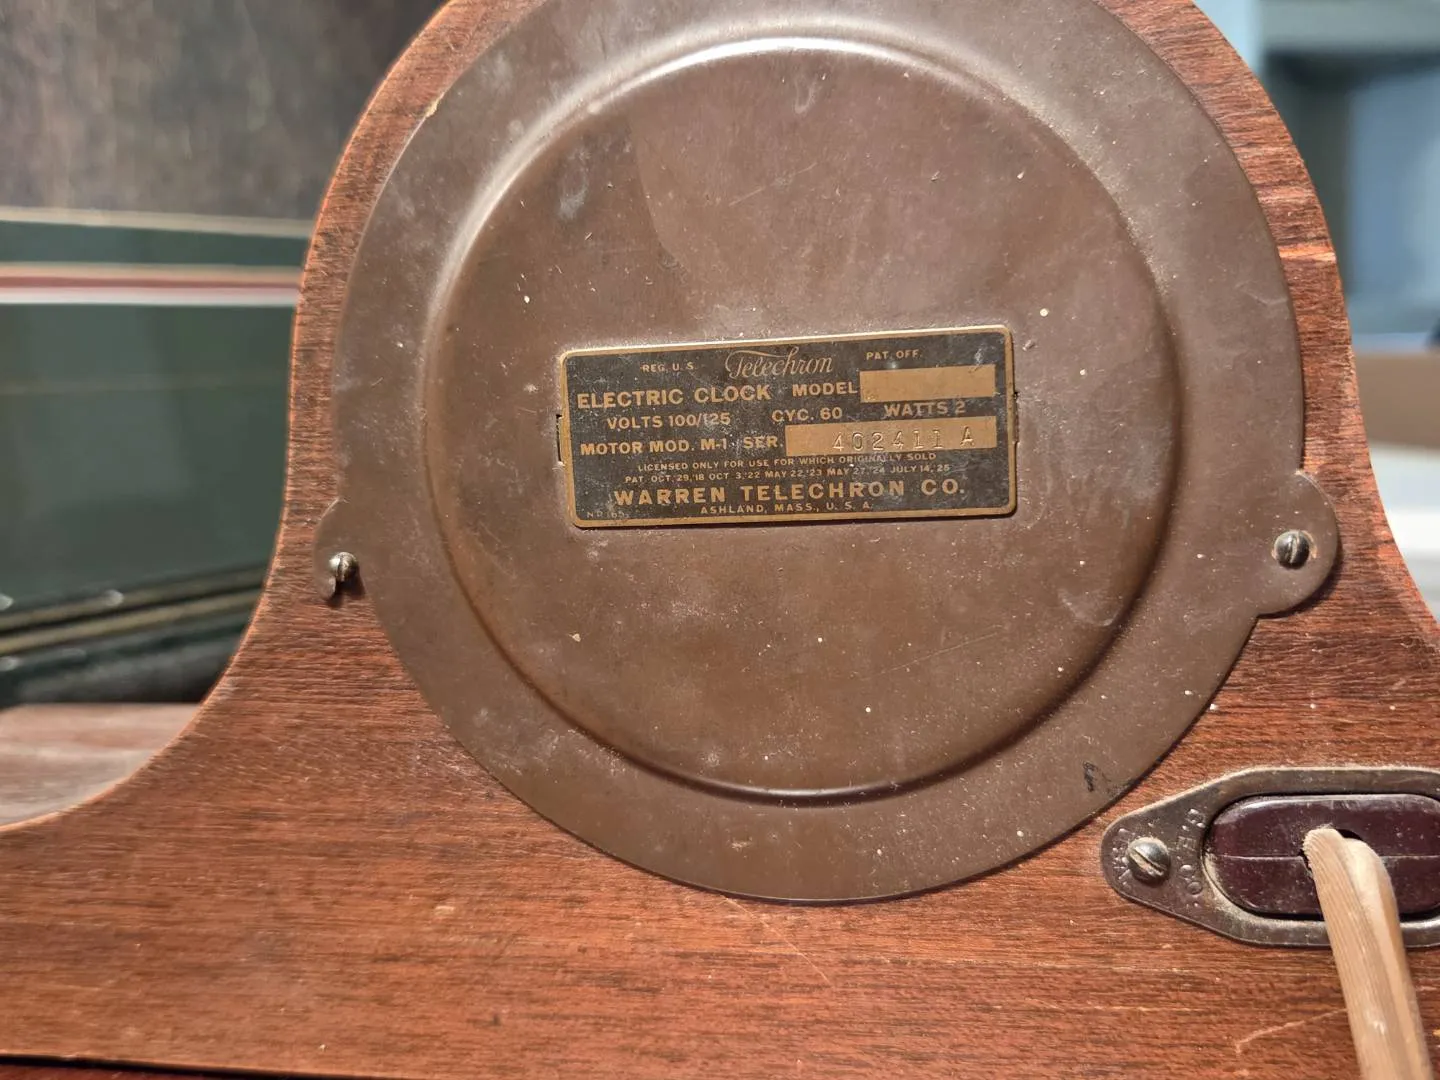 REG. U. S. Telechron PAT. OFF.
ELECTRIC CLOCK MODEL
VOLTS 100/125 CYC. 60 WATTS 2
MOTOR MOD. M-1. SER. 402411 A
LICENSED ONLY FOR USE FOR WHICH ORIGINALLY SOLD
PAT. OCT. 29,'18 OCT 3,'22 MAY 22,'23 MAY 27,'24 JULY 14,'25
WARREN TELECHRON CO.
N.P. 165 ASHLAND, MASS., U. S. A.
G.E.CO.